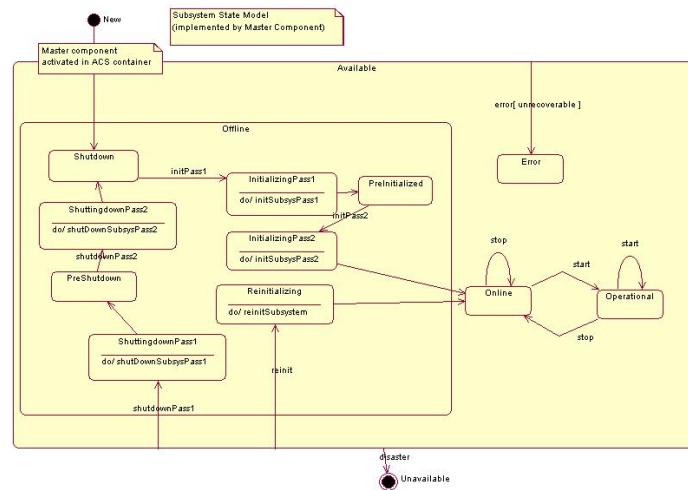 New
Subsystem State Model
(implemented by Master Component)
Master component
activated in ACS container
Available
error[ unrecoverable ]
Offline
Shutdown
Error
initPass1
InitializingPass1
do/ initSubsysPass1
PreInitialized
ShuttingdownPass2
do/ shutDownSubsysPass2
initPass2
InitializingPass2
do/ initSubsysPass2
shutdownPass2
stop
start
PreShutdown
start
Reinitializing
do/ reinitSubsystem
Online
Operational
stop
ShuttingdownPass1
do/ shutDownSubsysPass1
reinit
shutdownPass1
disaster
Unavailable